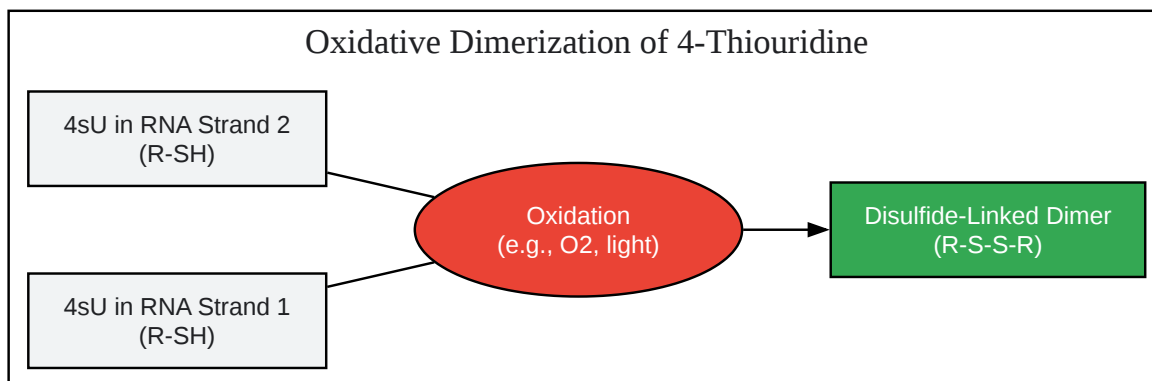 Oxidative Dimerization of 4-Thiouridine
4sU in RNA Strand 2
(R-SH)
Oxidation
(e.g., O2, light)
Disulfide-Linked Dimer
(R-S-S-R)
4sU in RNA Strand 1
(R-SH)